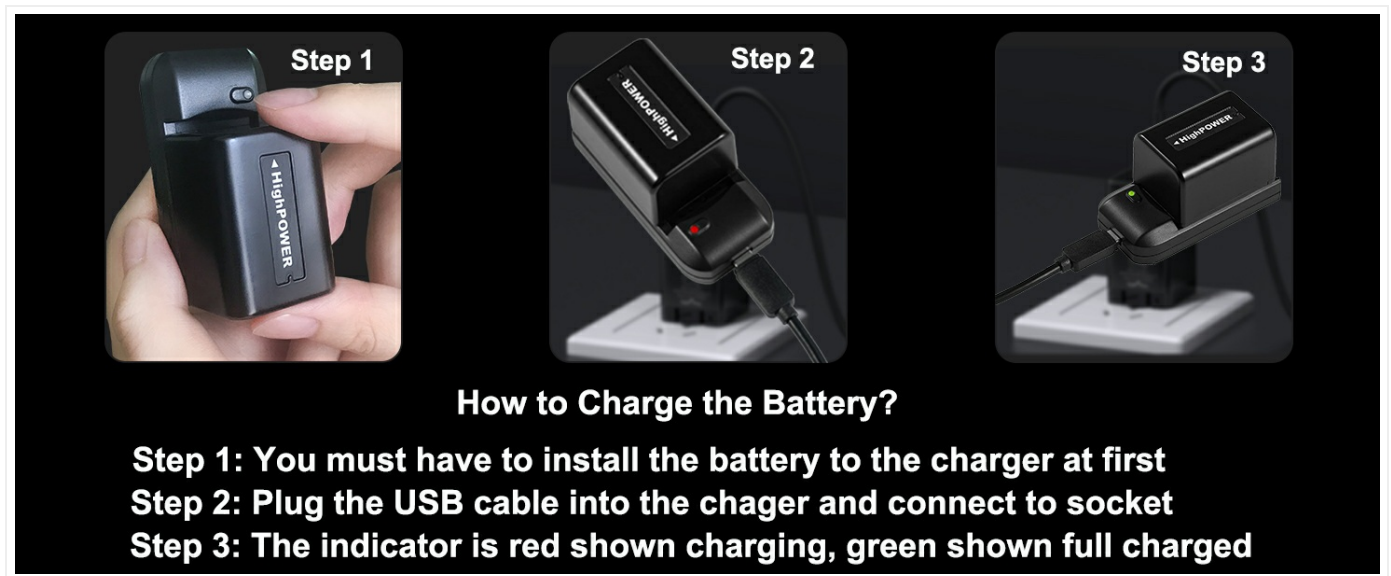 Step 1
Step 2
Step 3
◄HighPOWER
◄HighPOWER
◄HighPOWER
How to Charge the Battery?
Step 1: You must have to install the battery to the charger at first
Step 2: Plug the USB cable into the chager and connect to socket
Step 3: The indicator is red shown charging, green shown full charged